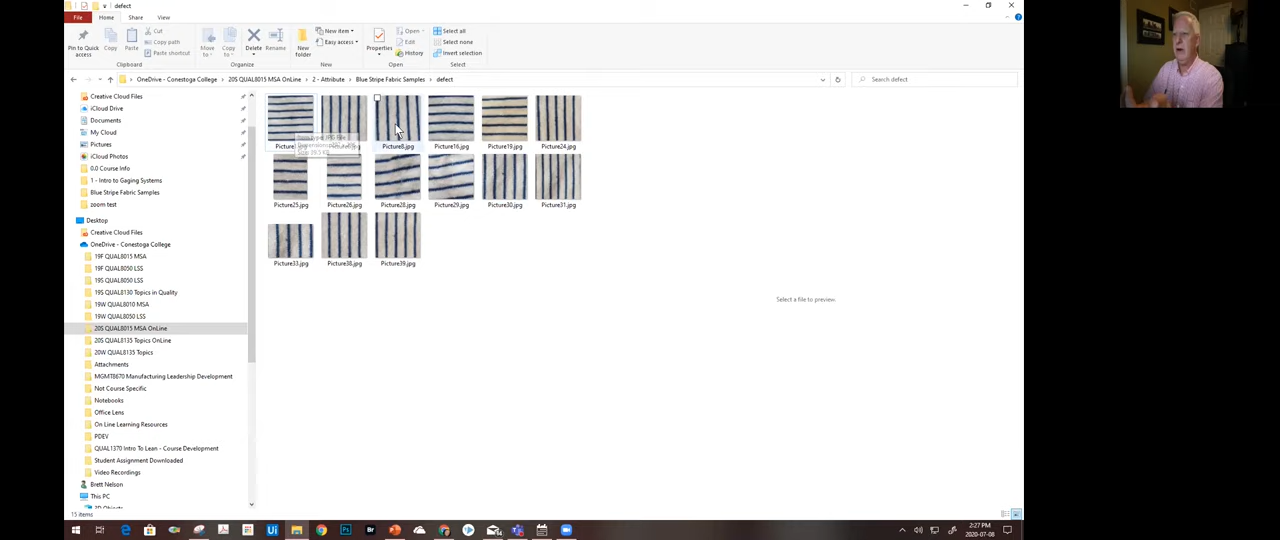 defect
File
Home
Share
View
Pin to Quick access
Copy
Paste
Cut
Copy path
Paste shortcut
Clipboard
Move to
Copy to
Delete
Rename
Organize
New folder
New item
Easy access
New
Properties
Open
Edit
History
Open
Select all
Select none
Invert selection
Select
OneDrive - Conestoga College
20S QUAL8015 MSA OnLine
2 - Attribute
Blue Stripe Fabric Samples
defect
Search defect
Creative Cloud Files
iCloud Drive
Documents
My Cloud
Pictures
iCloud Photos
0.0 Course Info
1 - Intro to Gaging Systems
Blue Stripe Fabric Samples
zoom test
Desktop
Creative Cloud Files
OneDrive - Conestoga College
19F QUAL8015 MSA
19F QUAL8050 LSS
19S QUAL8050 LSS
19S QUAL8130 Topics in Quality
19W QUAL8010 MSA
19W QUAL8050 LSS
20S QUAL8015 MSA OnLine
20S QUAL8135 Topics OnLine
20W QUAL8135 Topics
Attachments
MGMT8670 Manufacturing Leadership Development
Not Course Specific
Notebooks
Office Lens
On Line Learning Resources
PDEV
QUAL1370 Intro To Lean - Course Development
Student Assignment Downloaded
Video Recordings
Brett Nelson
This PC
3D Objects
Picture8.jpg
Picture16.jpg
Picture19.jpg
Picture24.jpg
Picture25.jpg
Picture26.jpg
Picture28.jpg
Picture29.jpg
Picture30.jpg
Picture31.jpg
Picture33.jpg
Picture38.jpg
Picture39.jpg
Select a file to preview.
15 items
2:27 PM
2020-07-08